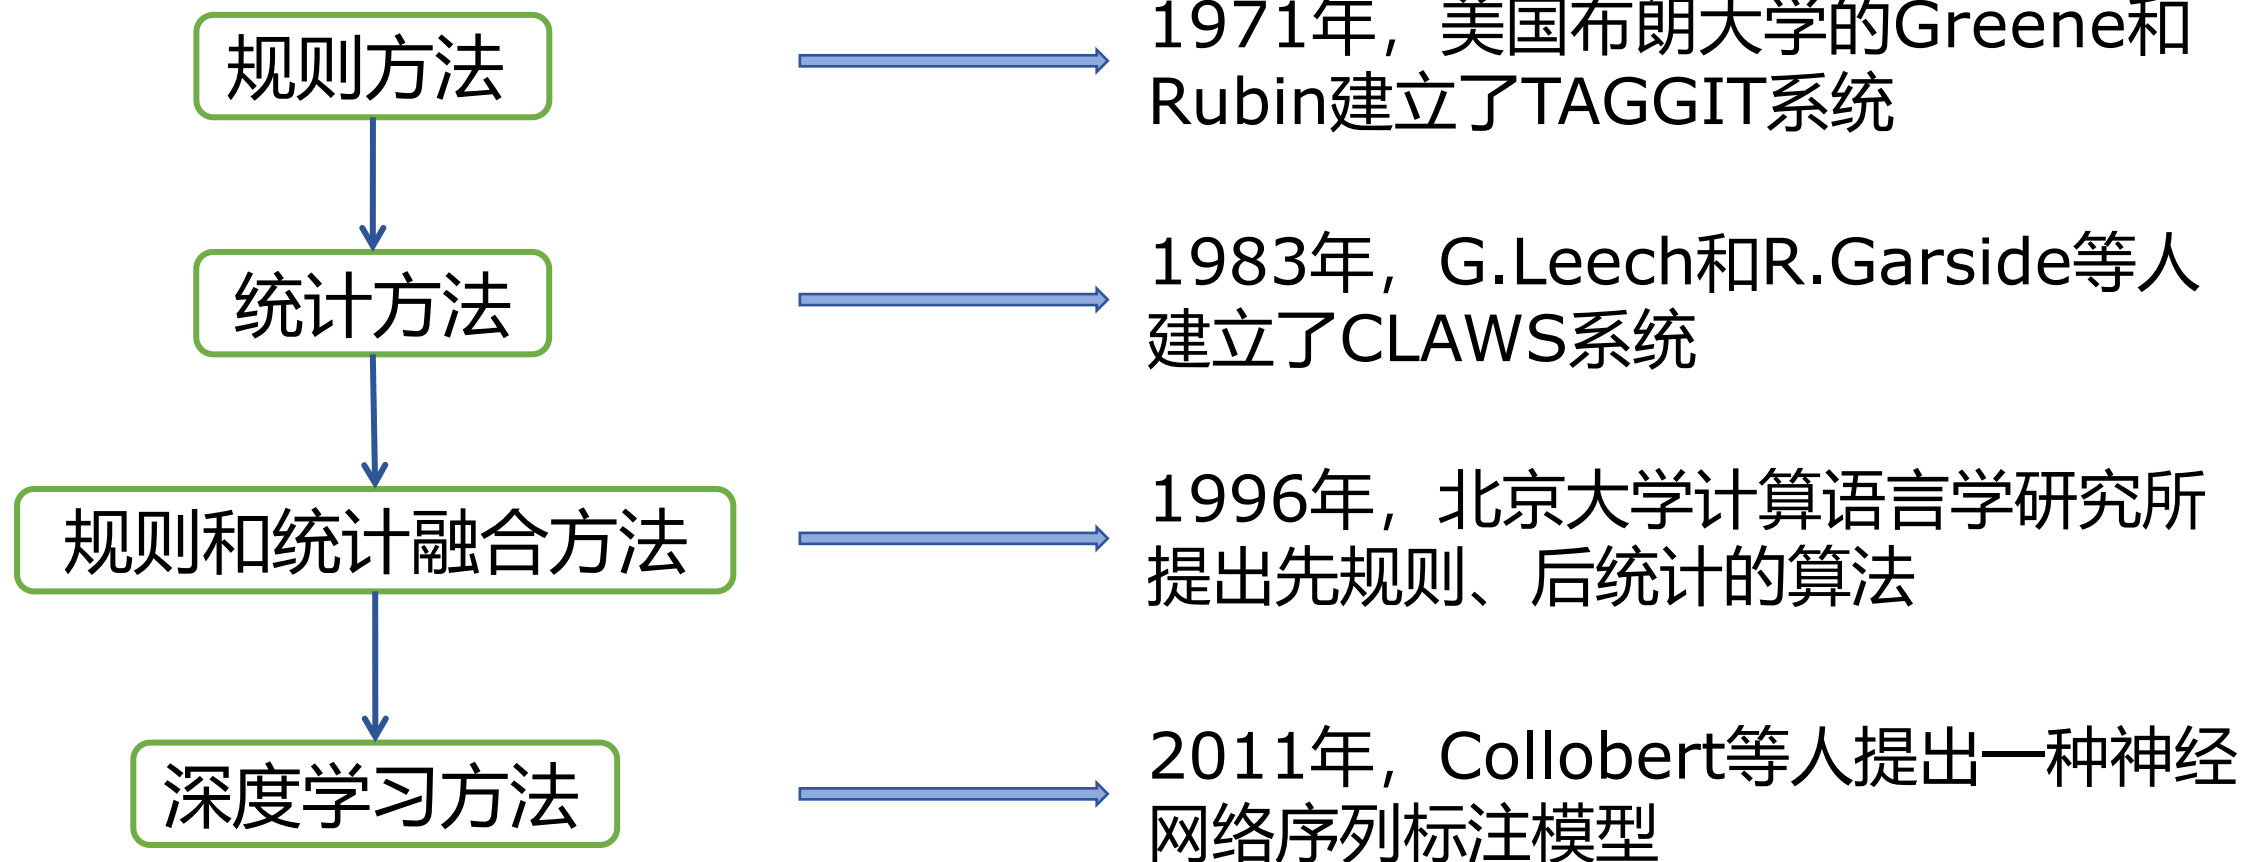 规则方法
1971年，美国布朗大学的Greene和
Rubin建立了TAGGIT系统
统计方法
1983年，G.Leech和R.Garside等人
建立了CLAWS系统
规则和统计融合方法
1996年，北京大学计算语言学研究所
提出先规则、后统计的算法
深度学习方法
2011年，Collobert等人提出一种神经
网络序列标注模型